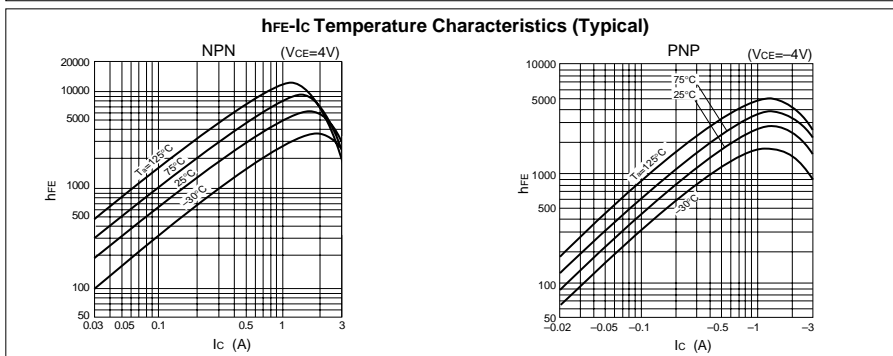 hFE-IC Temperature Characteristics (Typical)
NPN
(VCE=4V)
20000
10000
5000
1000
500
100
50
hFE
Ta=125°C
75°C
25°C
–30°C
0.03
0.05
0.1
0.5
1
3
IC (A)
PNP
(VCE=–4V)
10000
5000
1000
500
100
50
hFE
75°C
25°C
Ta=125°C
–30°C
–0.02
–0.05
–0.1
–0.5
–1
–3
IC (A)